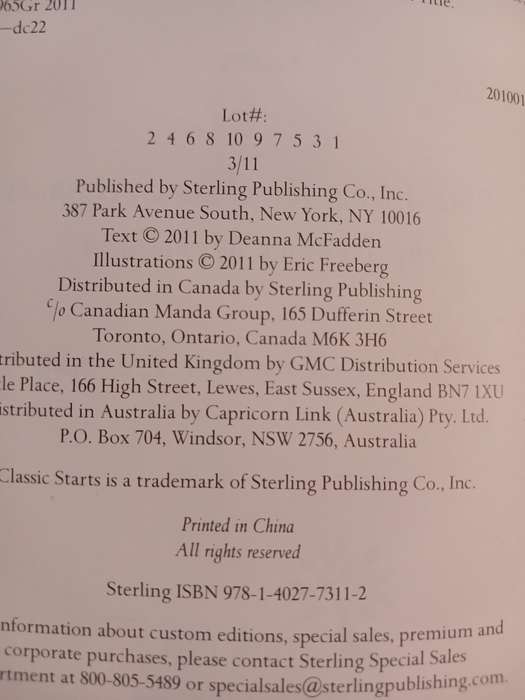 965Gr 2011
Title.
—dc22
201001
Lot#:
2 4 6 8 10 9 7 5 3 1
3/11
Published by Sterling Publishing Co., Inc.
387 Park Avenue South, New York, NY 10016
Text © 2011 by Deanna McFadden
Illustrations © 2011 by Eric Freeberg
Distributed in Canada by Sterling Publishing
c/o Canadian Manda Group, 165 Dufferin Street
Toronto, Ontario, Canada M6K 3H6
tributed in the United Kingdom by GMC Distribution Services
le Place, 166 High Street, Lewes, East Sussex, England BN7 1XU
istributed in Australia by Capricorn Link (Australia) Pty. Ltd.
P.O. Box 704, Windsor, NSW 2756, Australia
Classic Starts is a trademark of Sterling Publishing Co., Inc.
Printed in China
All rights reserved
Sterling ISBN 978-1-4027-7311-2
nformation about custom editions, special sales, premium and
corporate purchases, please contact Sterling Special Sales
rtment at 800-805-5489 or specialsales@sterlingpublishing.com.